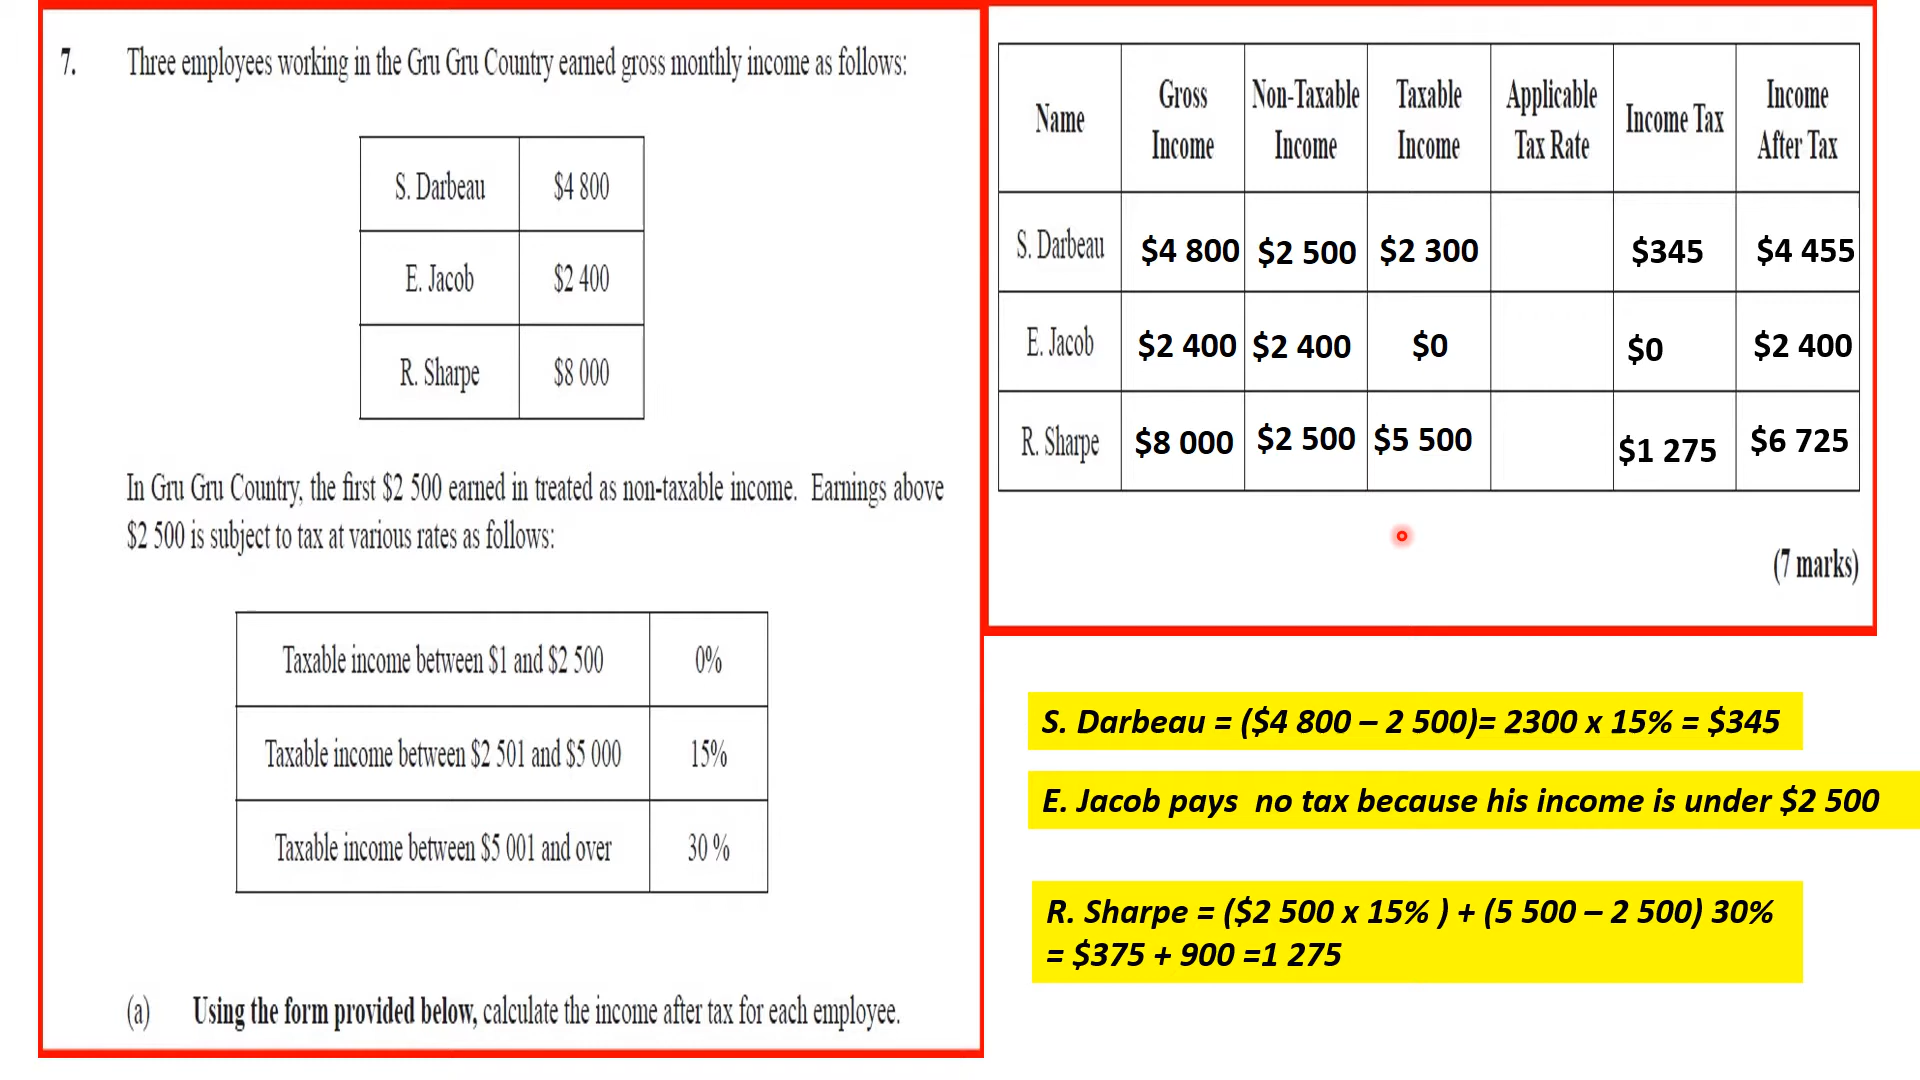 7. Three employees working in the Gru Gru Country earned gross monthly income as follows:
S. Darbeau $4 800
E. Jacob $2 400
R. Sharpe $8 000
In Gru Gru Country, the first $2 500 earned in treated as non-taxable income. Earnings above
$2 500 is subject to tax at various rates as follows:
Taxable income between $1 and $2 500 0%
Taxable income between $2 501 and $5 000 15%
Taxable income between $5 001 and over 30 %
(a) Using the form provided below, calculate the income after tax for each employee.
Name Gross Income Non-Taxable Income Taxable Income Applicable Tax Rate Income Tax Income After Tax
S. Darbeau $4 800 $2 500 $2 300 $345 $4 455
E. Jacob $2 400 $2 400 $0 $0 $2 400
R. Sharpe $8 000 $2 500 $5 500 $1 275 $6 725
(7 marks)
S. Darbeau = ($4 800 – 2 500)= 2300 x 15% = $345
E. Jacob pays no tax because his income is under $2 500
R. Sharpe = ($2 500 x 15% ) + (5 500 – 2 500) 30%
= $375 + 900 =1 275